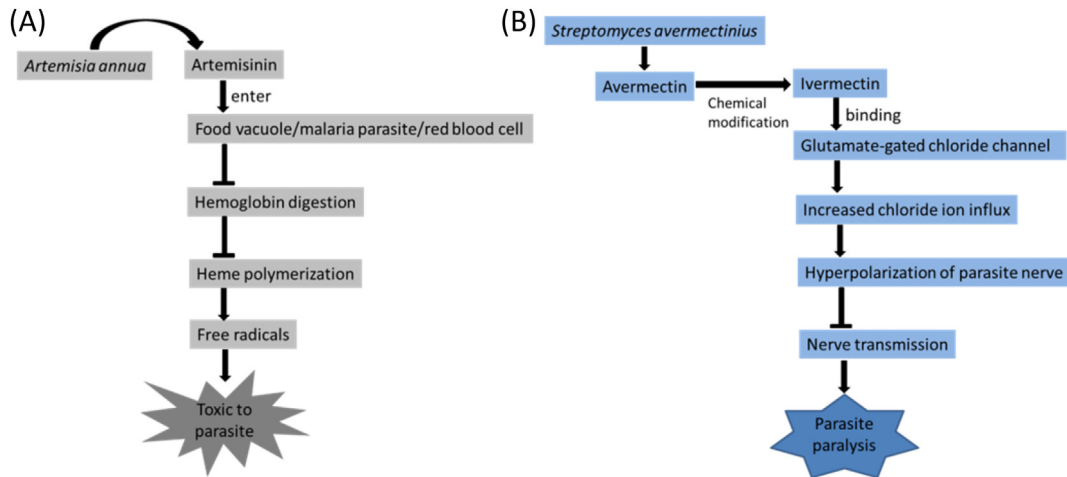 (A)
Artemisia annua
Artemisinin
enter
Food vacuole/malaria parasite/red blood cell
Hemoglobin digestion
Heme polymerization
Free radicals
Toxic to
parasite
(B)
Streptomyces avermectinius
Avermectin
Chemical
modification
Ivermectin
binding
Glutamate-gated chloride channel
Increased chloride ion influx
Hyperpolarization of parasite nerve
Nerve transmission
Parasite
paralysis